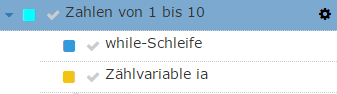 Zahlen von 1 bis 10
while-Schleife
Zählvariable ia